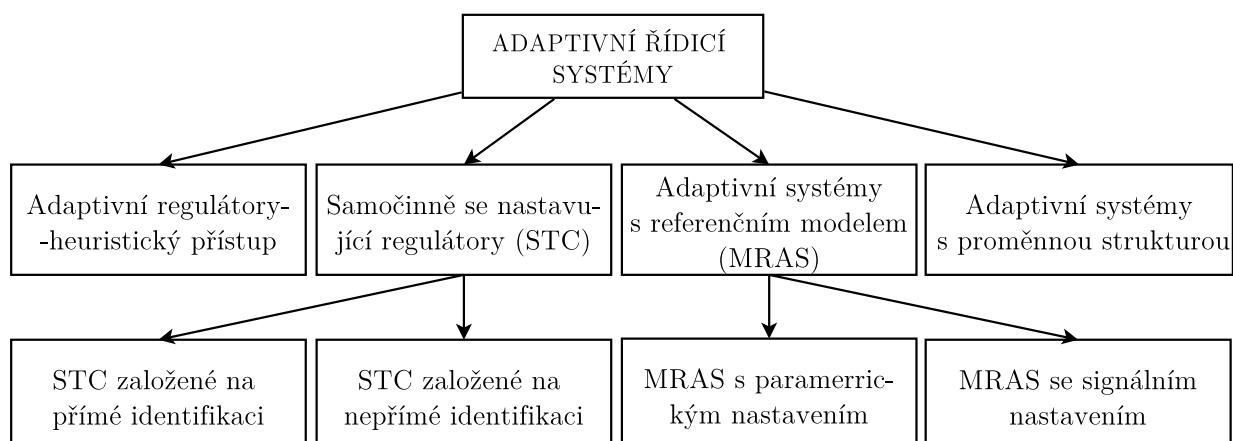 ADAPTIVNÍ ŘÍDICÍ
SYSTÉMY
Adaptivní regulátory-
-heuristický přístup
Samočinně se nastavu-
jící regulátory (STC)
Adaptivní systémy
s referenčním modelem
(MRAS)
Adaptivní systémy
s proměnnou strukturou
STC založené na
přímé identifikaci
STC založené na
nepřímé identifikaci
MRAS s paramerric-
kým nastavením
MRAS se signálním
nastavením